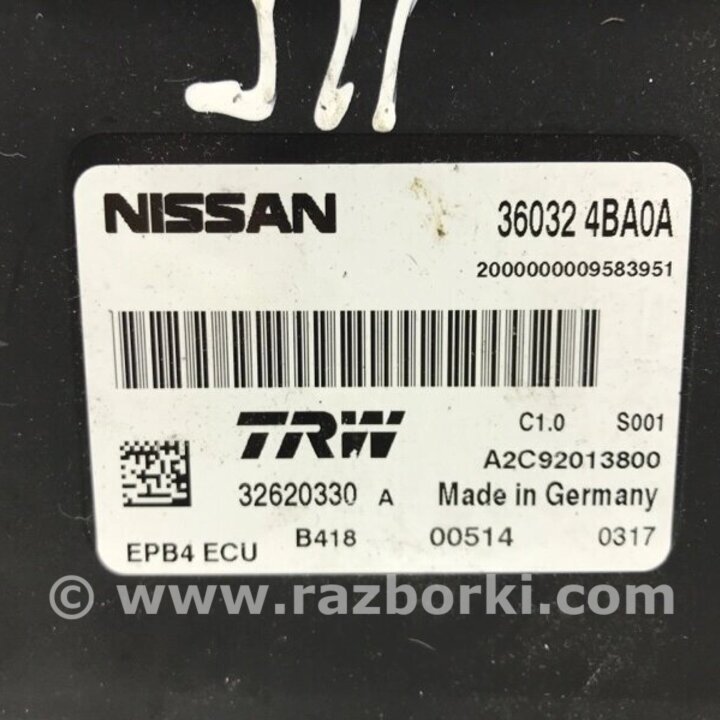 NISSAN 36032 4BA0A
2000000009583951
TRW C1.0 S001
A2C92013800
32620330 A Made in Germany
EPB4 ECU B418 00514 0317
© www.razborki.com